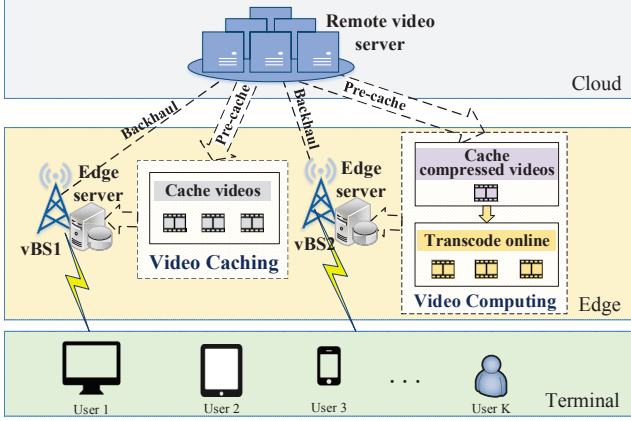 Remote video
server
Cloud
Backhaul
Pre-cache
Backhaul
Pre-cache
Edge
server
vBS1
Cache videos
Video Caching
Edge
server
vBS2
Cache
compressed videos
Transcode online
Video Computing
Edge
User 1
User 2
User 3
. . .
User K
Terminal